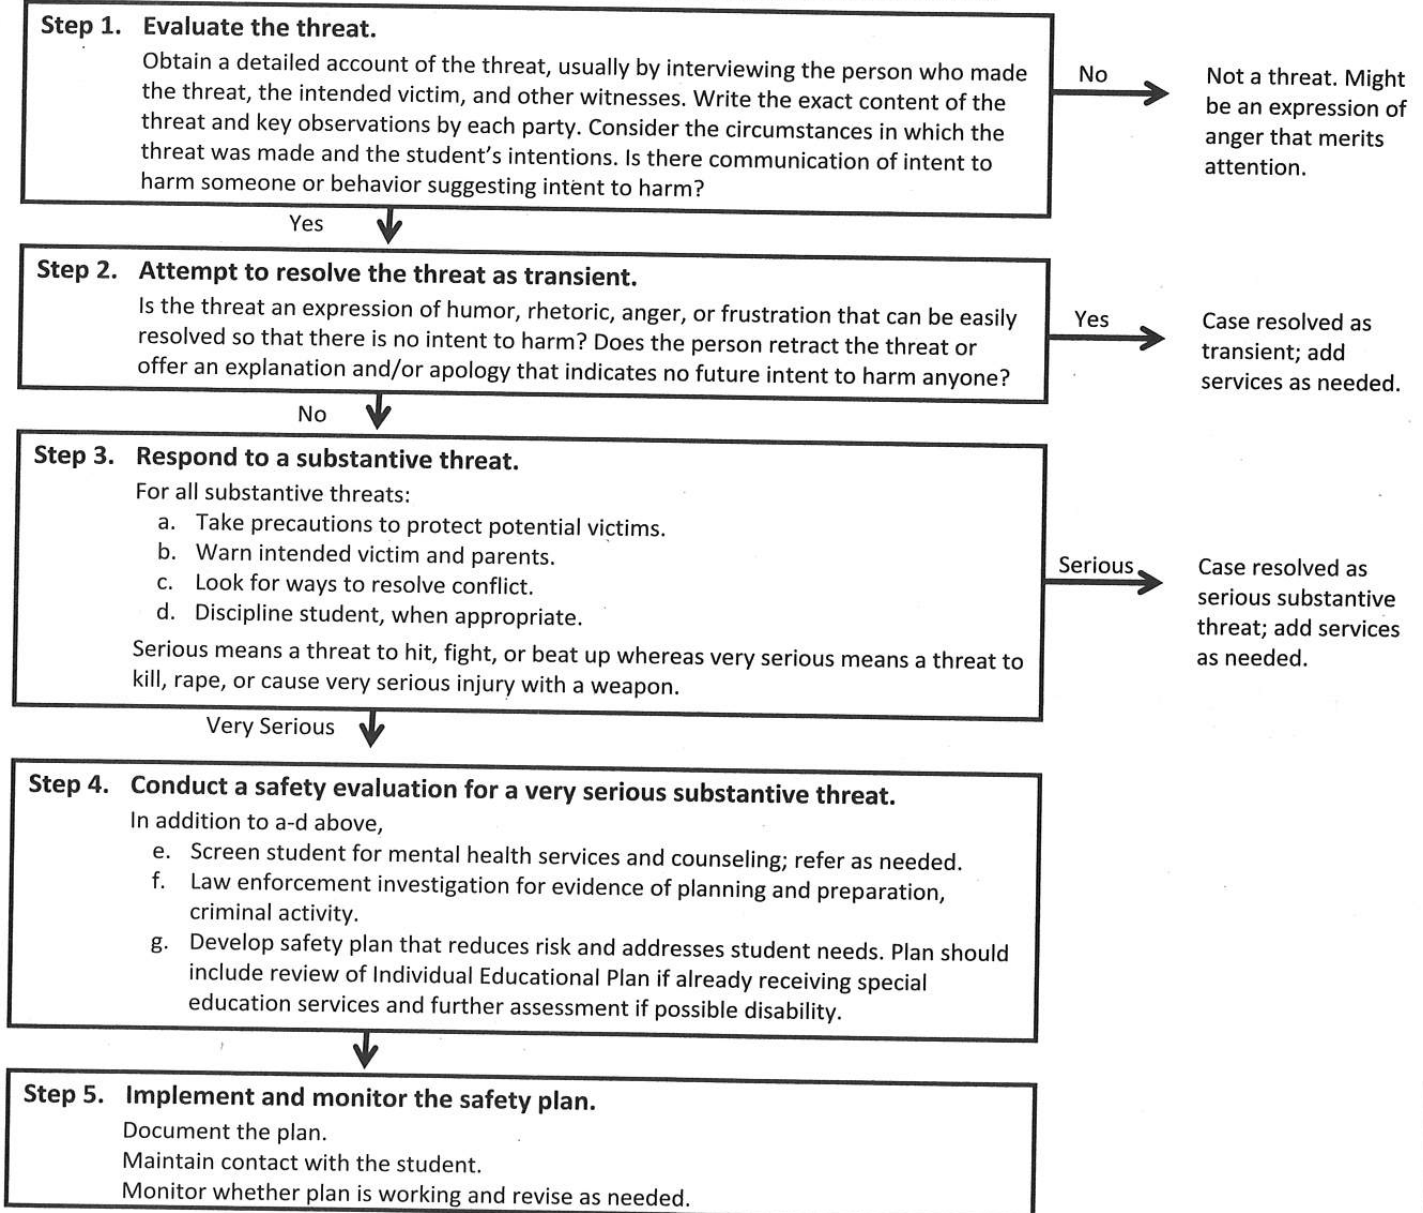 Step 1. Evaluate the threat.
Obtain a detailed account of the threat, usually by interviewing the person who made
the threat, the intended victim, and other witnesses. Write the exact content of the
threat and key observations by each party. Consider the circumstances in which the
threat was made and the student’s intentions. Is there communication of intent to
harm someone or behavior suggesting intent to harm?
No
Not a threat. Might
be an expression of
anger that merits
attention.
Yes
Step 2. Attempt to resolve the threat as transient.
Is the threat an expression of humor, rhetoric, anger, or frustration that can be easily
resolved so that there is no intent to harm? Does the person retract the threat or
offer an explanation and/or apology that indicates no future intent to harm anyone?
Yes
Case resolved as
transient; add
services as needed.
No
Step 3. Respond to a substantive threat.
For all substantive threats:
a. Take precautions to protect potential victims.
b. Warn intended victim and parents.
c. Look for ways to resolve conflict.
d. Discipline student, when appropriate.
Serious means a threat to hit, fight, or beat up whereas very serious means a threat to
kill, rape, or cause very serious injury with a weapon.
Serious
Case resolved as
serious substantive
threat; add services
as needed.
Very Serious
Step 4. Conduct a safety evaluation for a very serious substantive threat.
In addition to a-d above,
e. Screen student for mental health services and counseling; refer as needed.
f. Law enforcement investigation for evidence of planning and preparation,
criminal activity.
g. Develop safety plan that reduces risk and addresses student needs. Plan should
include review of Individual Educational Plan if already receiving special
education services and further assessment if possible disability.
Step 5. Implement and monitor the safety plan.
Document the plan.
Maintain contact with the student.
Monitor whether plan is working and revise as needed.